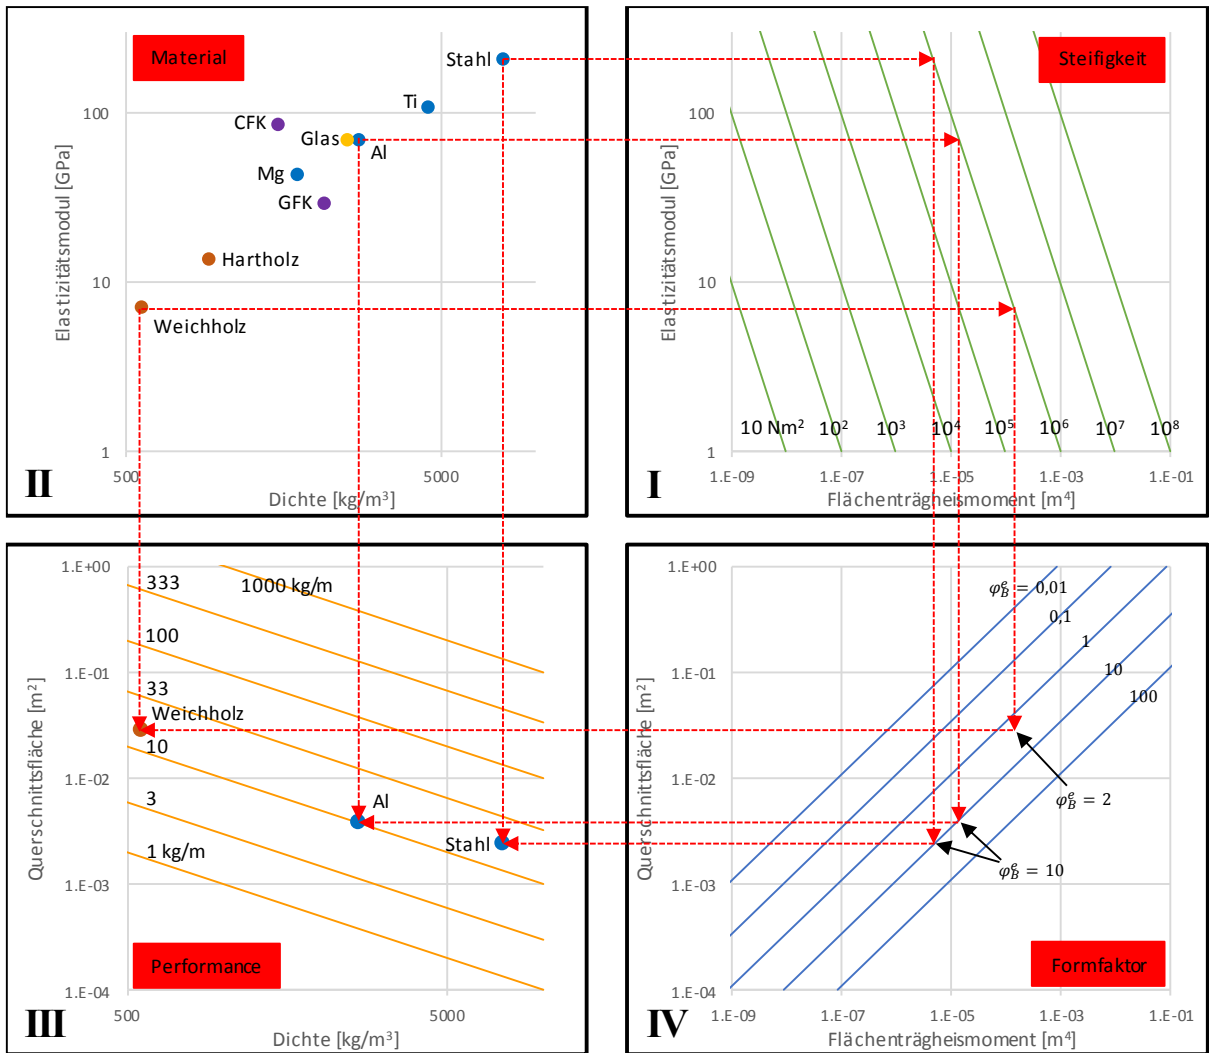 Material
Stahl
Ti
CFK
Glas
Al
Mg
GFK
Hartholz
Weichholz
100
10
1
500
5000
Elastizitätsmodul [GPa]
Dichte [kg/m³]
II
Steifigkeit
100
10
1
Elastizitätsmodul [GPa]
10 Nm²
10²
10³
10⁴
10⁵
10⁶
10⁷
10⁸
1.E-09
1.E-07
1.E-05
1.E-03
1.E-01
Flächenträgheismoment [m⁴]
I
1.E+00
1.E-01
1.E-02
1.E-03
1.E-04
Querschnittsfläche [m²]
333
1000 kg/m
100
33
Weichholz
10
3
Al
1 kg/m
Stahl
Performance
500
5000
Dichte [kg/m³]
III
1.E+00
1.E-01
1.E-02
1.E-03
1.E-04
Querschnittsfläche [m²]
φ_B^e = 0,01
0,1
1
10
100
φ_B^e = 2
φ_B^e = 10
Formfaktor
1.E-09
1.E-07
1.E-05
1.E-03
1.E-01
Flächenträgheismoment [m⁴]
IV